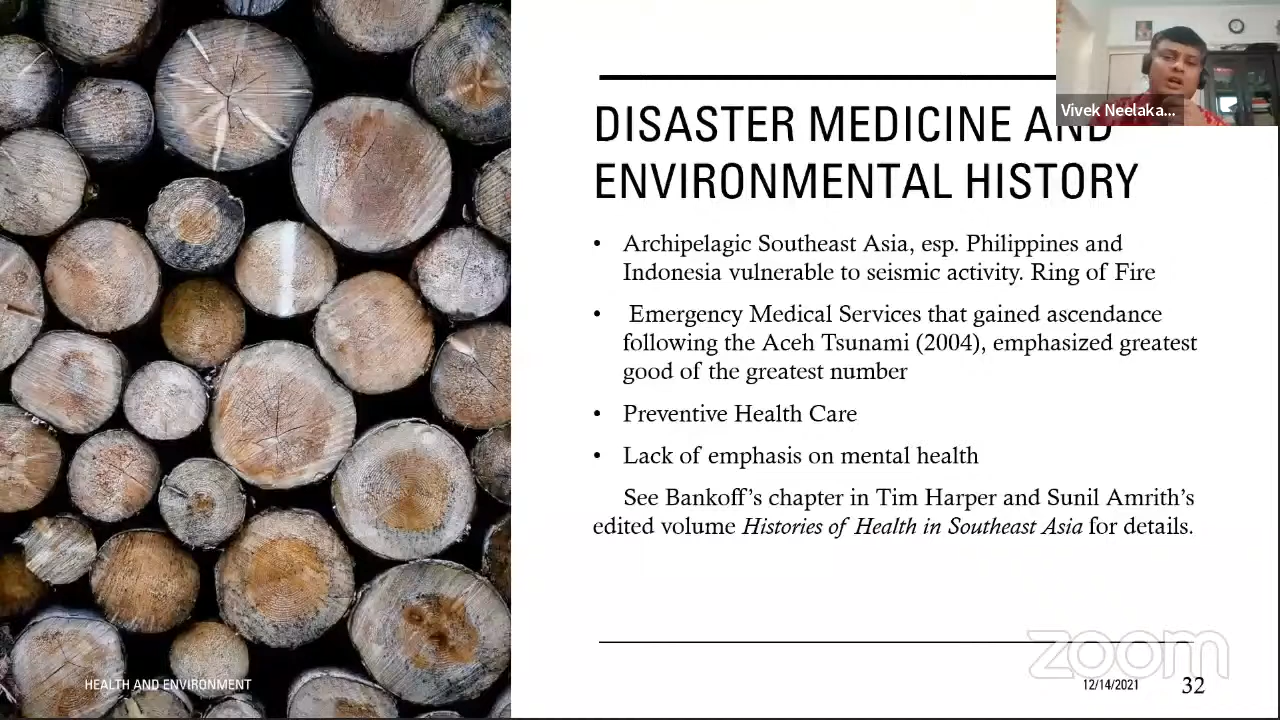 Vivek Neelaka...
DISASTER MEDICINE AND
ENVIRONMENTAL HISTORY
• Archipelagic Southeast Asia, esp. Philippines and
Indonesia vulnerable to seismic activity. Ring of Fire
• Emergency Medical Services that gained ascendance
following the Aceh Tsunami (2004), emphasized greatest
good of the greatest number
• Preventive Health Care
• Lack of emphasis on mental health
See Bankoff’s chapter in Tim Harper and Sunil Amrith’s
edited volume Histories of Health in Southeast Asia for details.
zoom
HEALTH AND ENVIRONMENT
12/14/2021
32